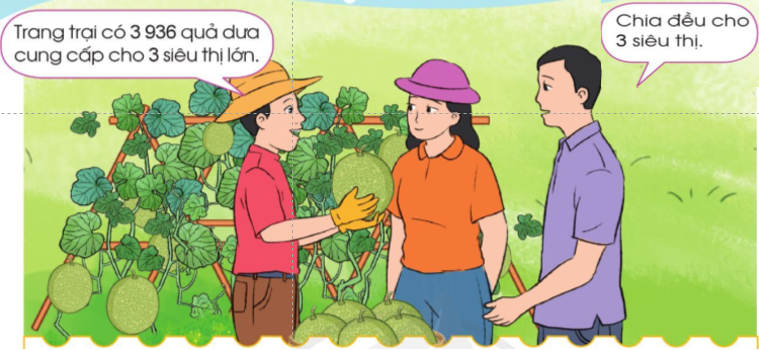 Trang trại có 3 936 quả dưa
cung cấp cho 3 siêu thị lớn.
Chia đều cho
3 siêu thị.